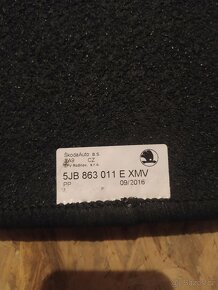 ŠkodaAuto a.s.
CZ
5JB 863 011 E XMV
PP
09/2016